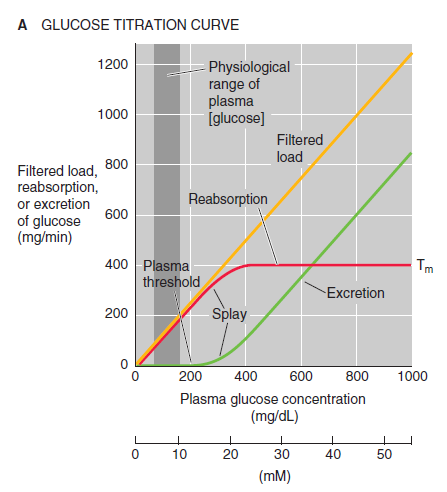 A GLUCOSE TITRATION CURVE
1200
1000
800
600
400
200
0
Filtered load,
reabsorption,
or excretion
of glucose
(mg/min)
Physiological
range of
plasma
[glucose]
Filtered
load
Reabsorption
Plasma
threshold
Splay
Excretion
Tm
0 200 400 600 800 1000
Plasma glucose concentration
(mg/dL)
0 10 20 30 40 50
(mM)